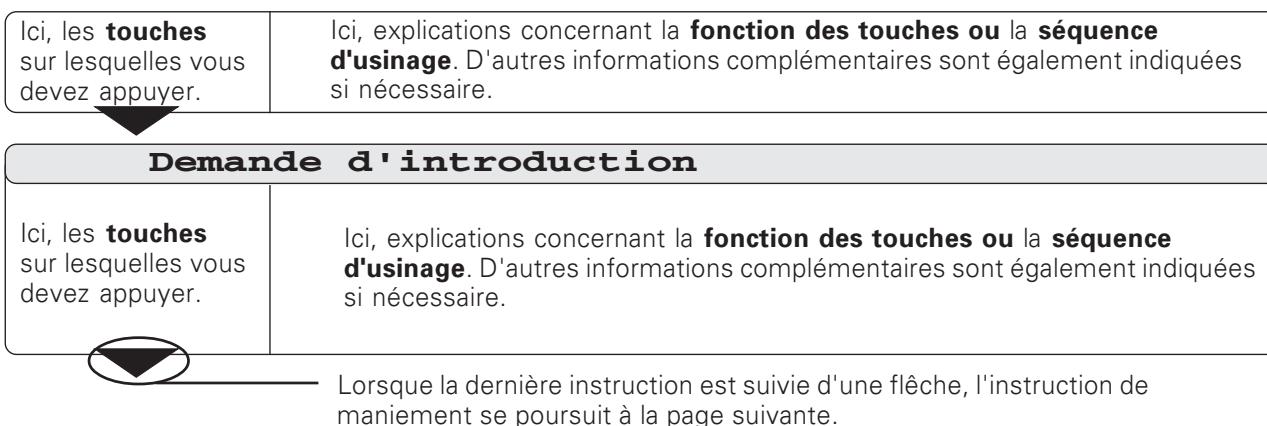 Ici, les touches
sur lesquelles vous
devez appuyer.
Ici, explications concernant la fonction des touches ou la séquence
d'usinage. D'autres informations complémentaires sont également indiquées
si nécessaire.
Demande d'introduction
Ici, les touches
sur lesquelles vous
devez appuyer.
Ici, explications concernant la fonction des touches ou la séquence
d'usinage. D'autres informations complémentaires sont également indiquées
si nécessaire.
Lorsque la dernière instruction est suivie d'une flêche, l'instruction de
maniement se poursuit à la page suivante.